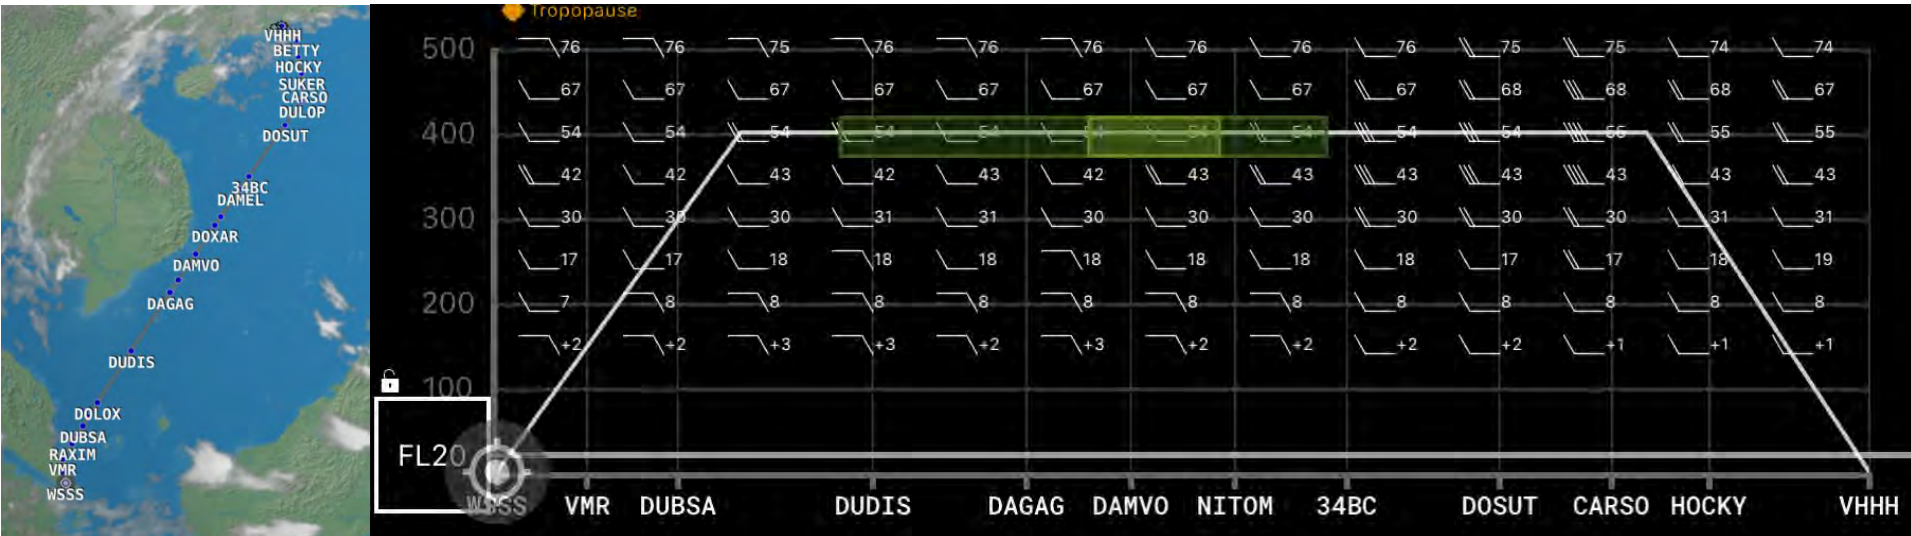 VHHH
BETTY
HOCKY
SUKER
CARSO
DULOP
DOSUT
34BC
DAMEL
DOXAR
DAMVO
DAGAG
DUDIS
DOLOX
DUBSA
RAXIM
VMR
WSSS
Tropopause
500 76 76 75 76 76 76 76 76 76 75 75 74 74
67 67 67 67 67 67 67 67 67 68 68 68 67
400 54 54 54 54 54 54 54 54 54 55 55 55
42 42 43 42 43 42 43 43 43 43 43 43 43
300 30 30 30 31 31 30 30 30 30 30 30 31 31
17 17 18 18 18 18 18 18 18 17 17 18 19
200 7 8 8 8 8 8 8 8 8 8 8 8 8
+2 +2 +3 +3 +2 +3 +2 +2 +2 +2 +1 +1 +1
100
FL20
WSSS VMR DUBSA DUDIS DAGAG DAMVO NITOM 34BC DOSUT CARSO HOCKY VHHH